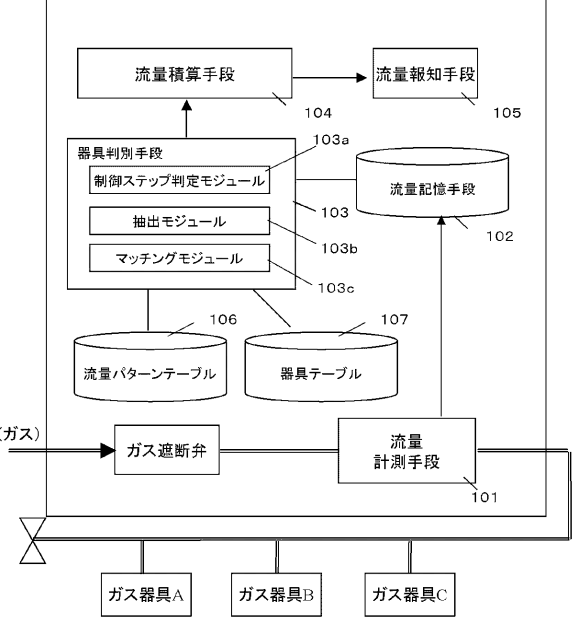 流量積算手段
流量報知手段
104
105
器具判別手段
103a
制御ステップ判定モジュール
流量記憶手段
103
抽出モジュール
102
103b
マッチングモジュール
103c
106
107
流量パターンテーブル
器具テーブル
(ガス)
ガス遮断弁
流量
計測手段
101
ガス器具A
ガス器具B
ガス器具C